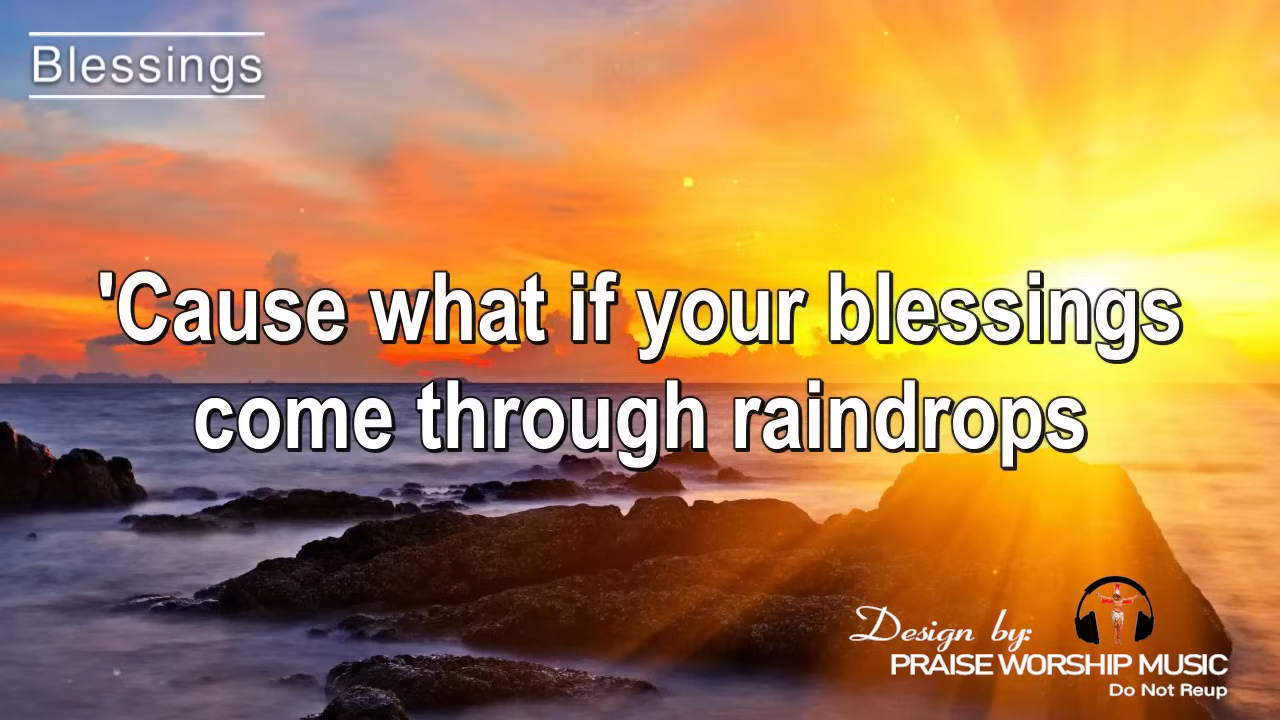 Blessings
'Cause what if your blessings
come through raindrops
Design by:
PRAISE WORSHIP MUSIC
Do Not Reup